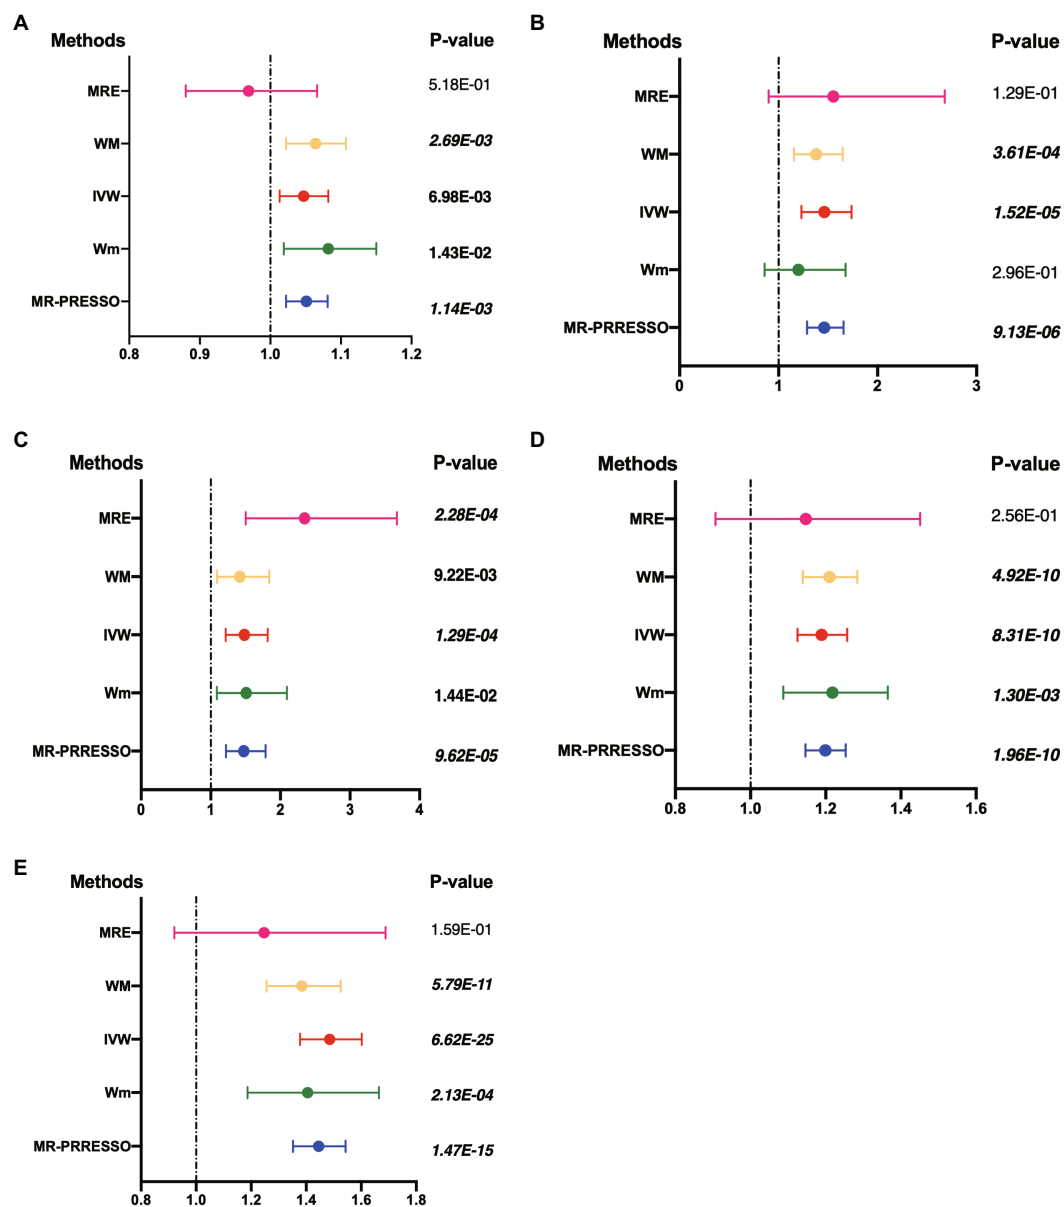 A
Methods P-value
MRE 5.18E-01
WM 2.69E-03
IVW 6.98E-03
Wm 1.43E-02
MR-PRESSO 1.14E-03
0.8 0.9 1.0 1.1 1.2
B
Methods P-value
MRE 1.29E-01
WM 3.61E-04
IVW 1.52E-05
Wm 2.96E-01
MR-PRRESSO 9.13E-06
0 1 2 3
C
Methods P-value
MRE 2.28E-04
WM 9.22E-03
IVW 1.29E-04
Wm 1.44E-02
MR-PRRESSO 9.62E-05
0 1 2 3 4
D
Methods P-value
MRE 2.56E-01
WM 4.92E-10
IVW 8.31E-10
Wm 1.30E-03
MR-PRRESSO 1.96E-10
0.8 1.0 1.2 1.4 1.6
E
Methods P-value
MRE 1.59E-01
WM 5.79E-11
IVW 6.62E-25
Wm 2.13E-04
MR-PRRESSO 1.47E-15
0.8 1.0 1.2 1.4 1.6 1.8